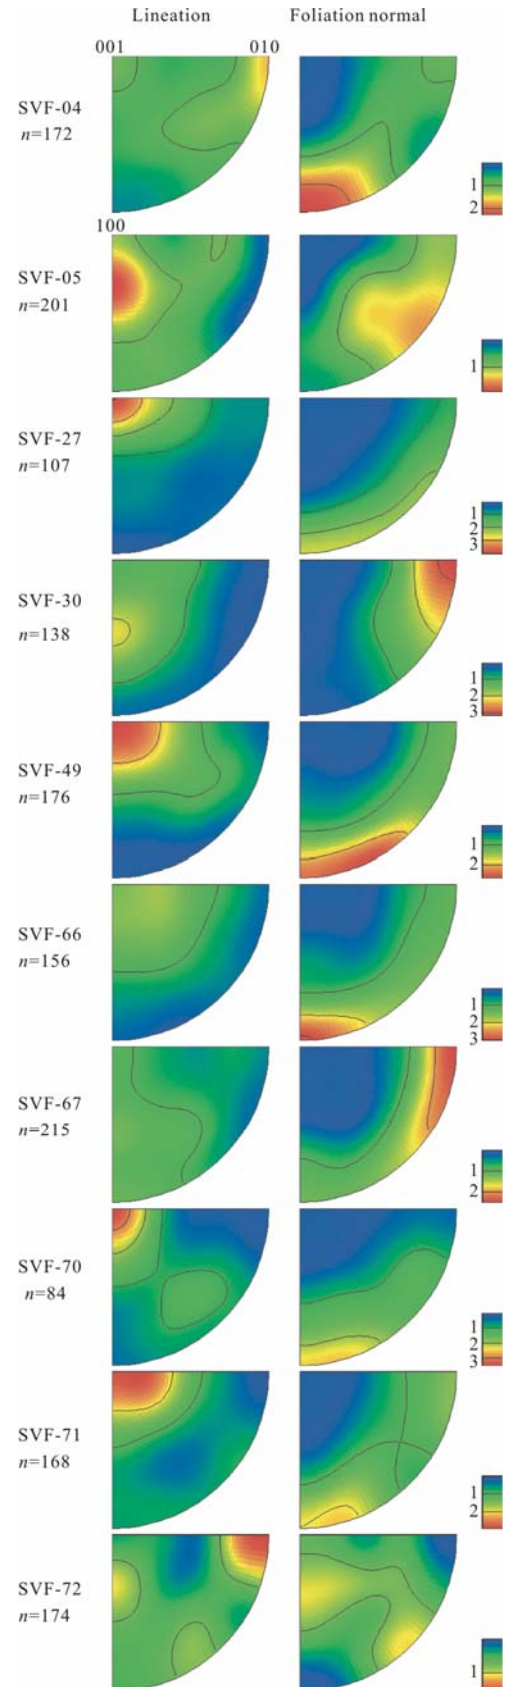 Lineation Foliation normal
001 010
SVF-04
n=172
1
2
100
SVF-05
n=201
1
SVF-27
n=107
1
2
3
SVF-30
n=138
1
2
3
SVF-49
n=176
1
2
SVF-66
n=156
1
2
3
SVF-67
n=215
1
2
SVF-70
n=84
1
2
3
SVF-71
n=168
1
2
SVF-72
n=174
1